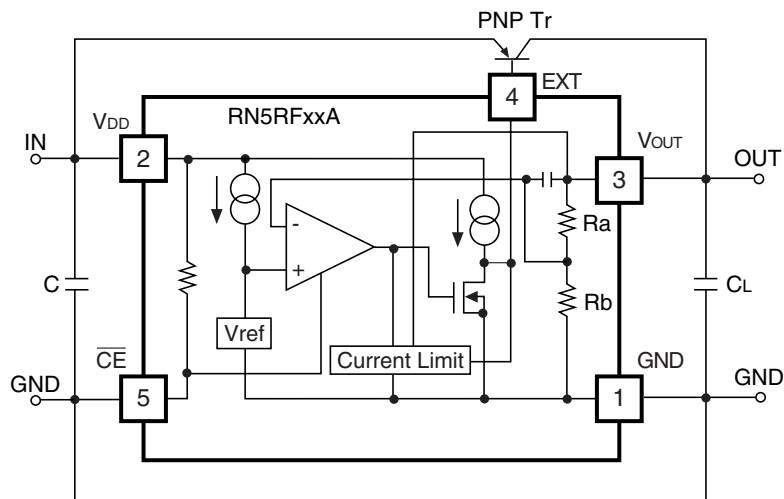 PNP Tr
EXT
4
RN5RFxxA
VDD
VOUT
IN
2
3
OUT
Ra
-
+
C
Rb
CL
Vref
Current Limit
CE
GND
GND
GND
5
1